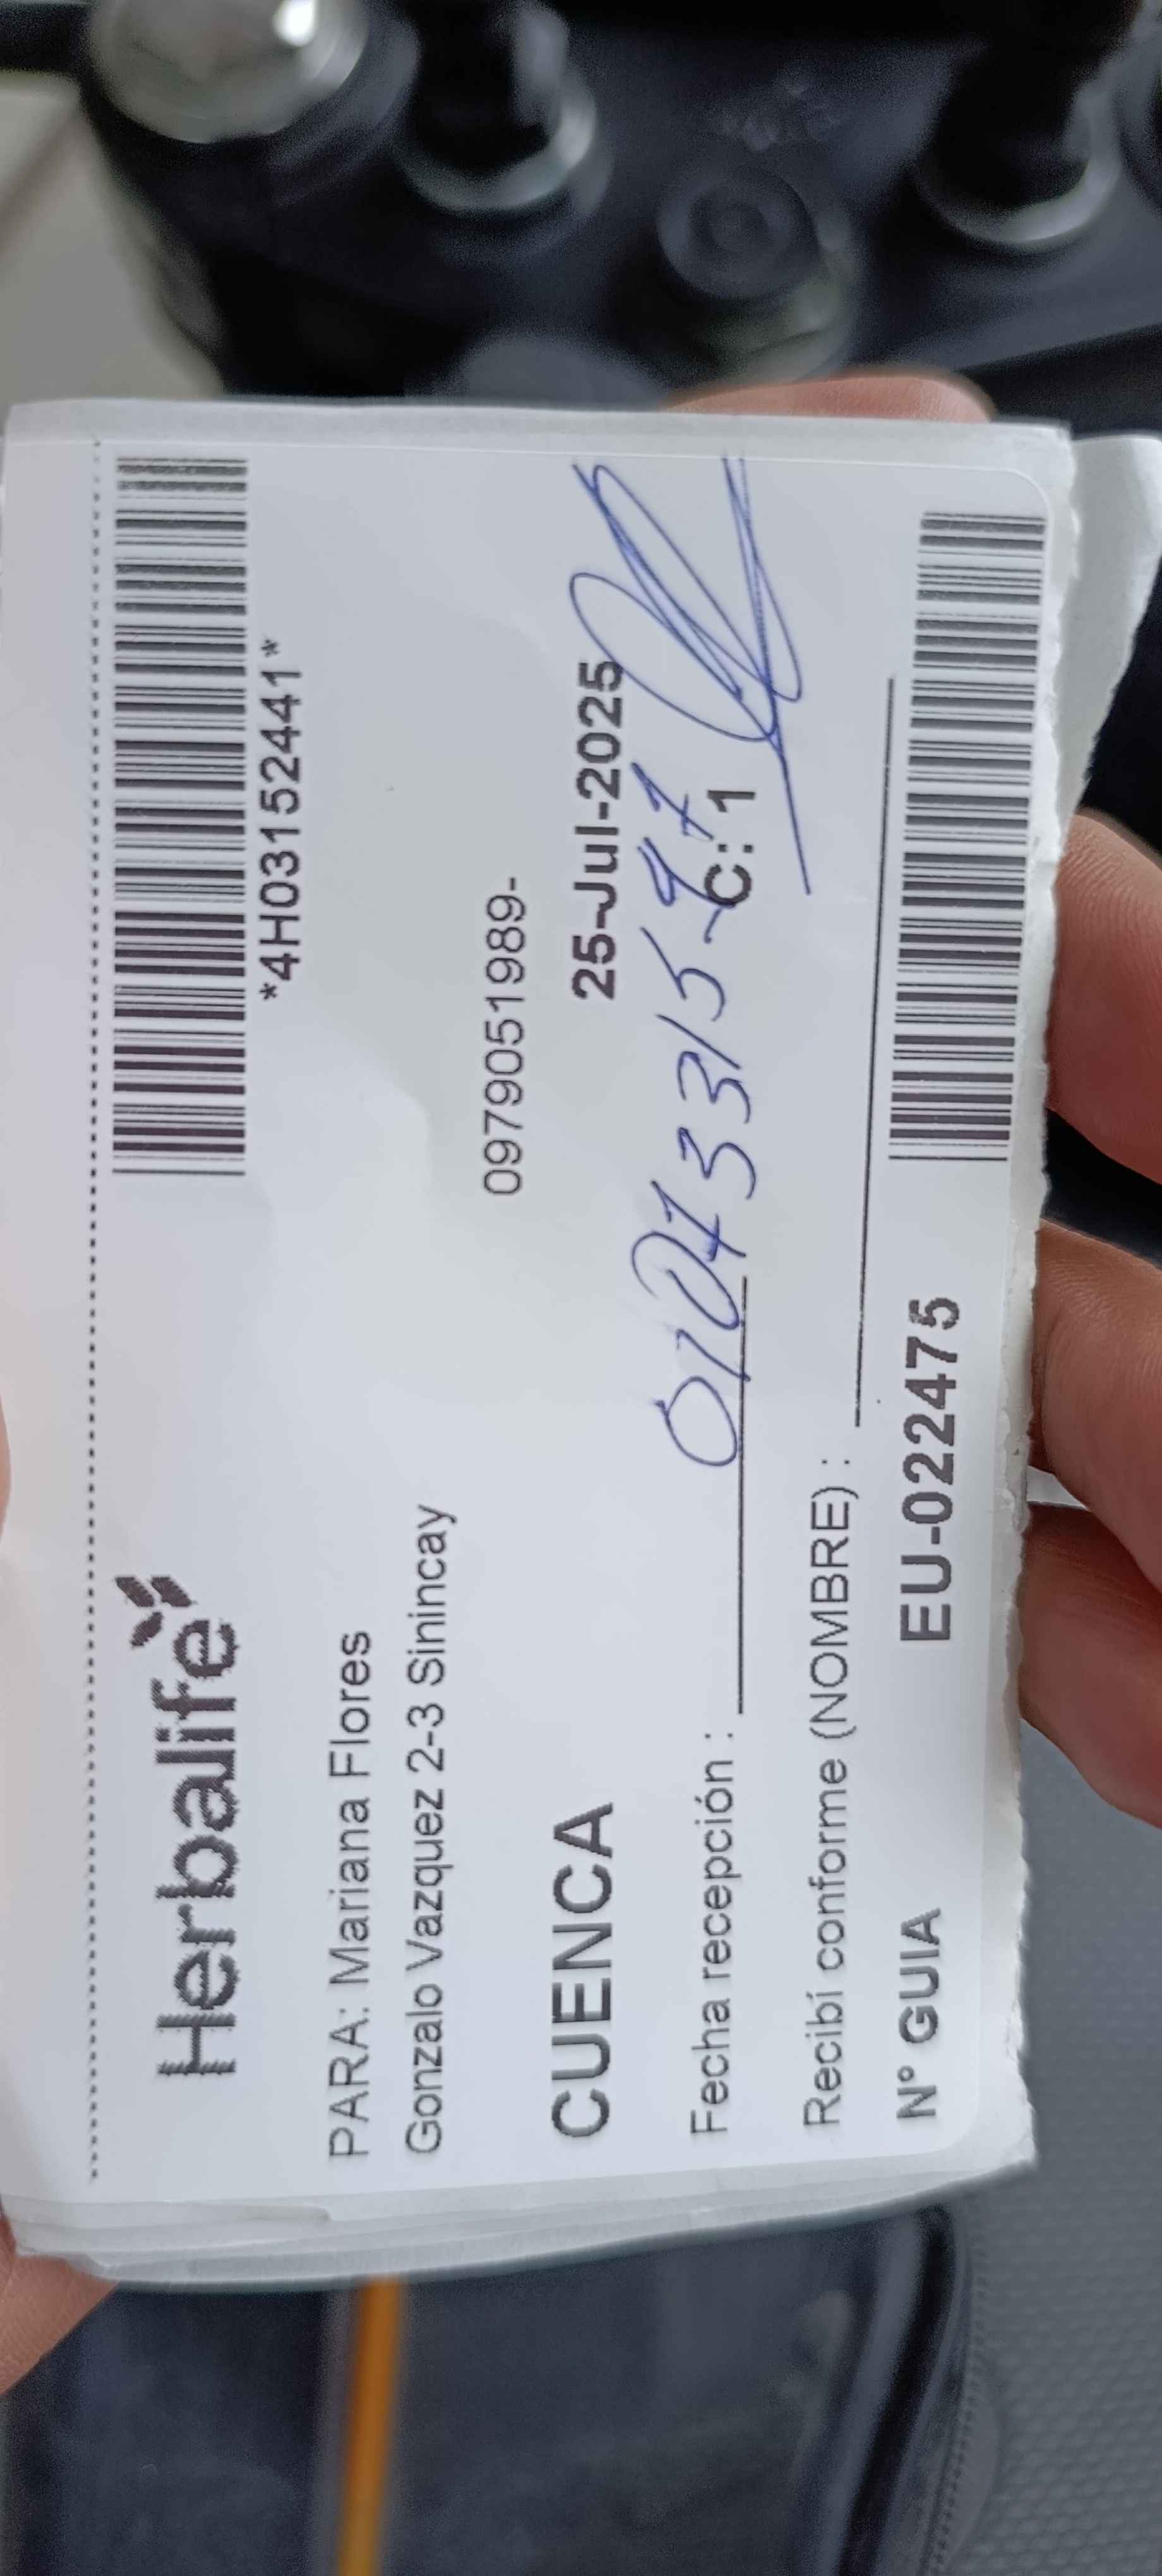 Herbalife
*4H03152441*
PARA: Mariana Flores
Gonzalo Vazquez 2-3 Sinincay
0979051989-
CUENCA
25-Jul-2025
C: 1
Fecha recepción :
Recibí conforme (NOMBRE) :
N° GUIA
EU-022475